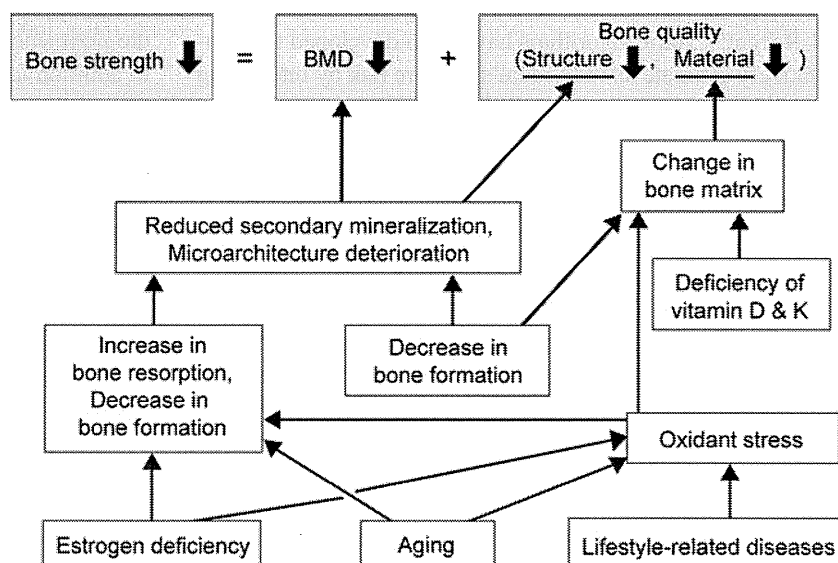 Bone strength = BMD + Bone quality
(Structure , Material )
Change in
bone matrix
Reduced secondary mineralization,
Microarchitecture deterioration
Deficiency of
vitamin D & K
Increase in
bone resorption,
Decrease in
bone formation
Decrease in
bone formation
Oxidant stress
Estrogen deficiency
Aging
Lifestyle-related diseases